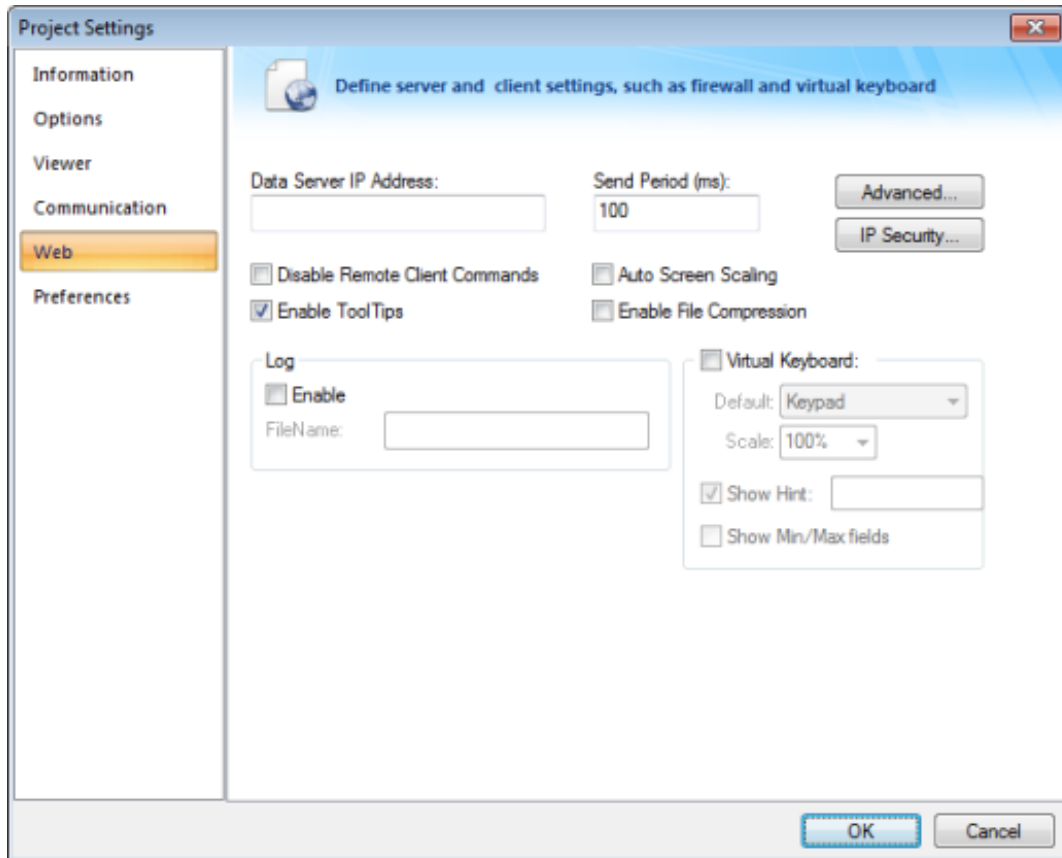 Project Settings
Information
Options
Viewer
Communication
Web
Preferences
Define server and client settings, such as firewall and virtual keyboard
Data Server IP Address:
Send Period (ms):
100
Advanced...
IP Security...
Disable Remote Client Commands
Auto Screen Scaling
Enable ToolTips
Enable File Compression
Log
Enable
FileName:
Virtual Keyboard:
Default: Keypad
Scale: 100%
Show Hint:
Show Min/Max fields
OK
Cancel